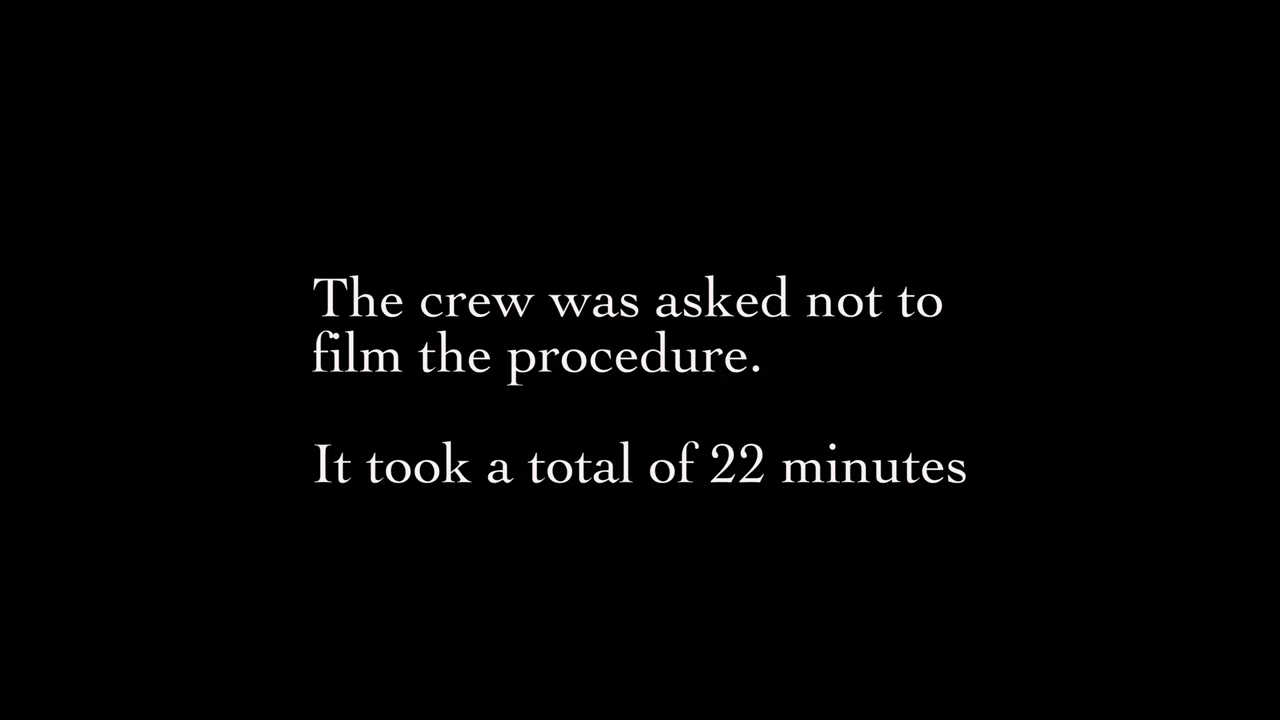 The crew was asked not to
film the procedure.
It took a total of 22 minutes